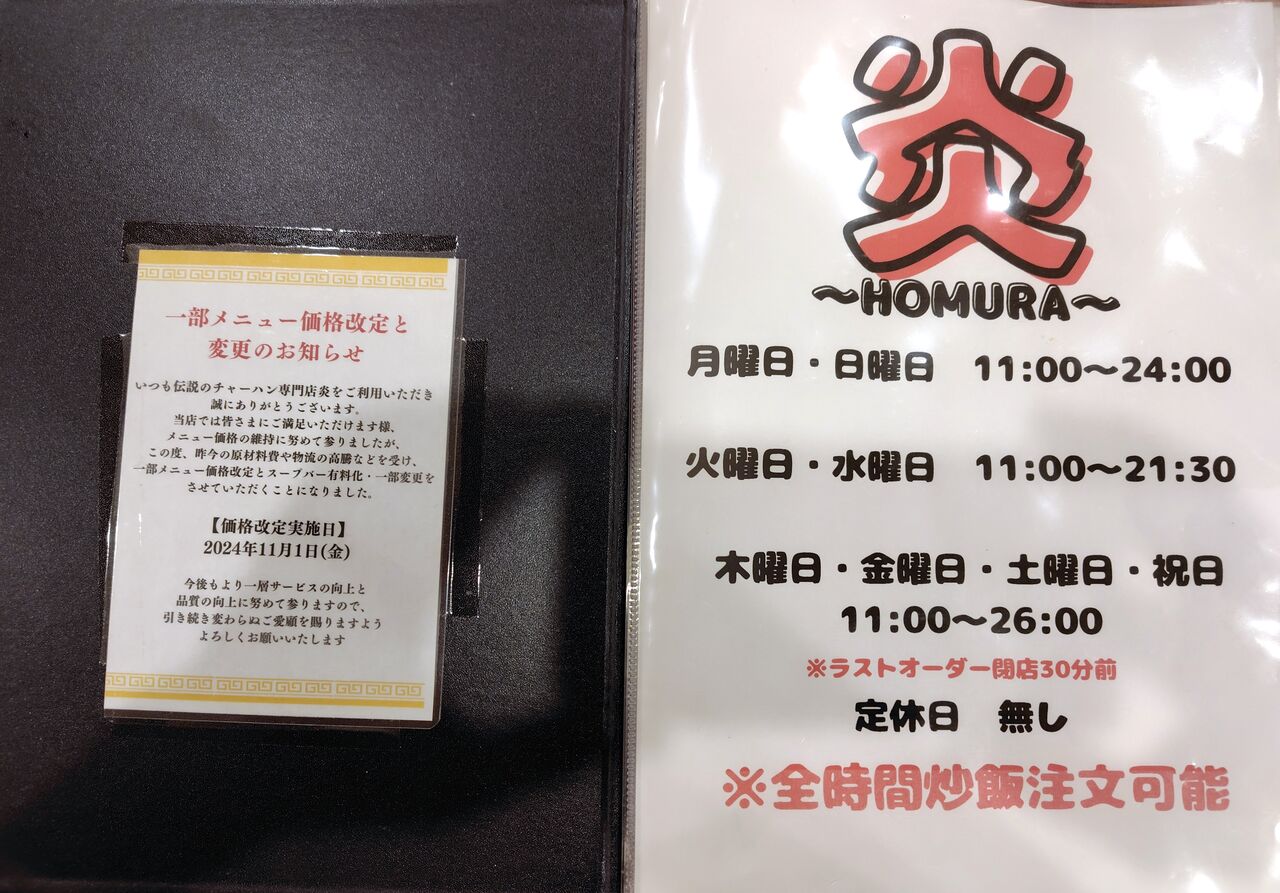 一部メニュー価格改定と
変更のお知らせ
いつも伝説のチャーハン専門店炎をご利用いただき
誠にありがとうございます。
当店では皆さまにご満足いただけます様、
メニュー価格の維持に努めて参りましたが、
この度、昨今の原材料費や物流の高騰などを受け、
一部メニュー価格改定とスープバー有料化・一部変更を
させていただくことになりました。
【価格改定実施日】
2024年11月1日(金)
今後もより一層サービスの向上と
品質の向上に努めて参りますので、
引き続き変わらぬご愛顧を賜りますよう
よろしくお願いいたします
炎
〜HOMURA〜
月曜日・日曜日 11:00〜24:00
火曜日・水曜日 11:00〜21:30
木曜日・金曜日・土曜日・祝日
11:00〜26:00
※ラストオーダー閉店30分前
定休日 無し
※全時間炒飯注文可能